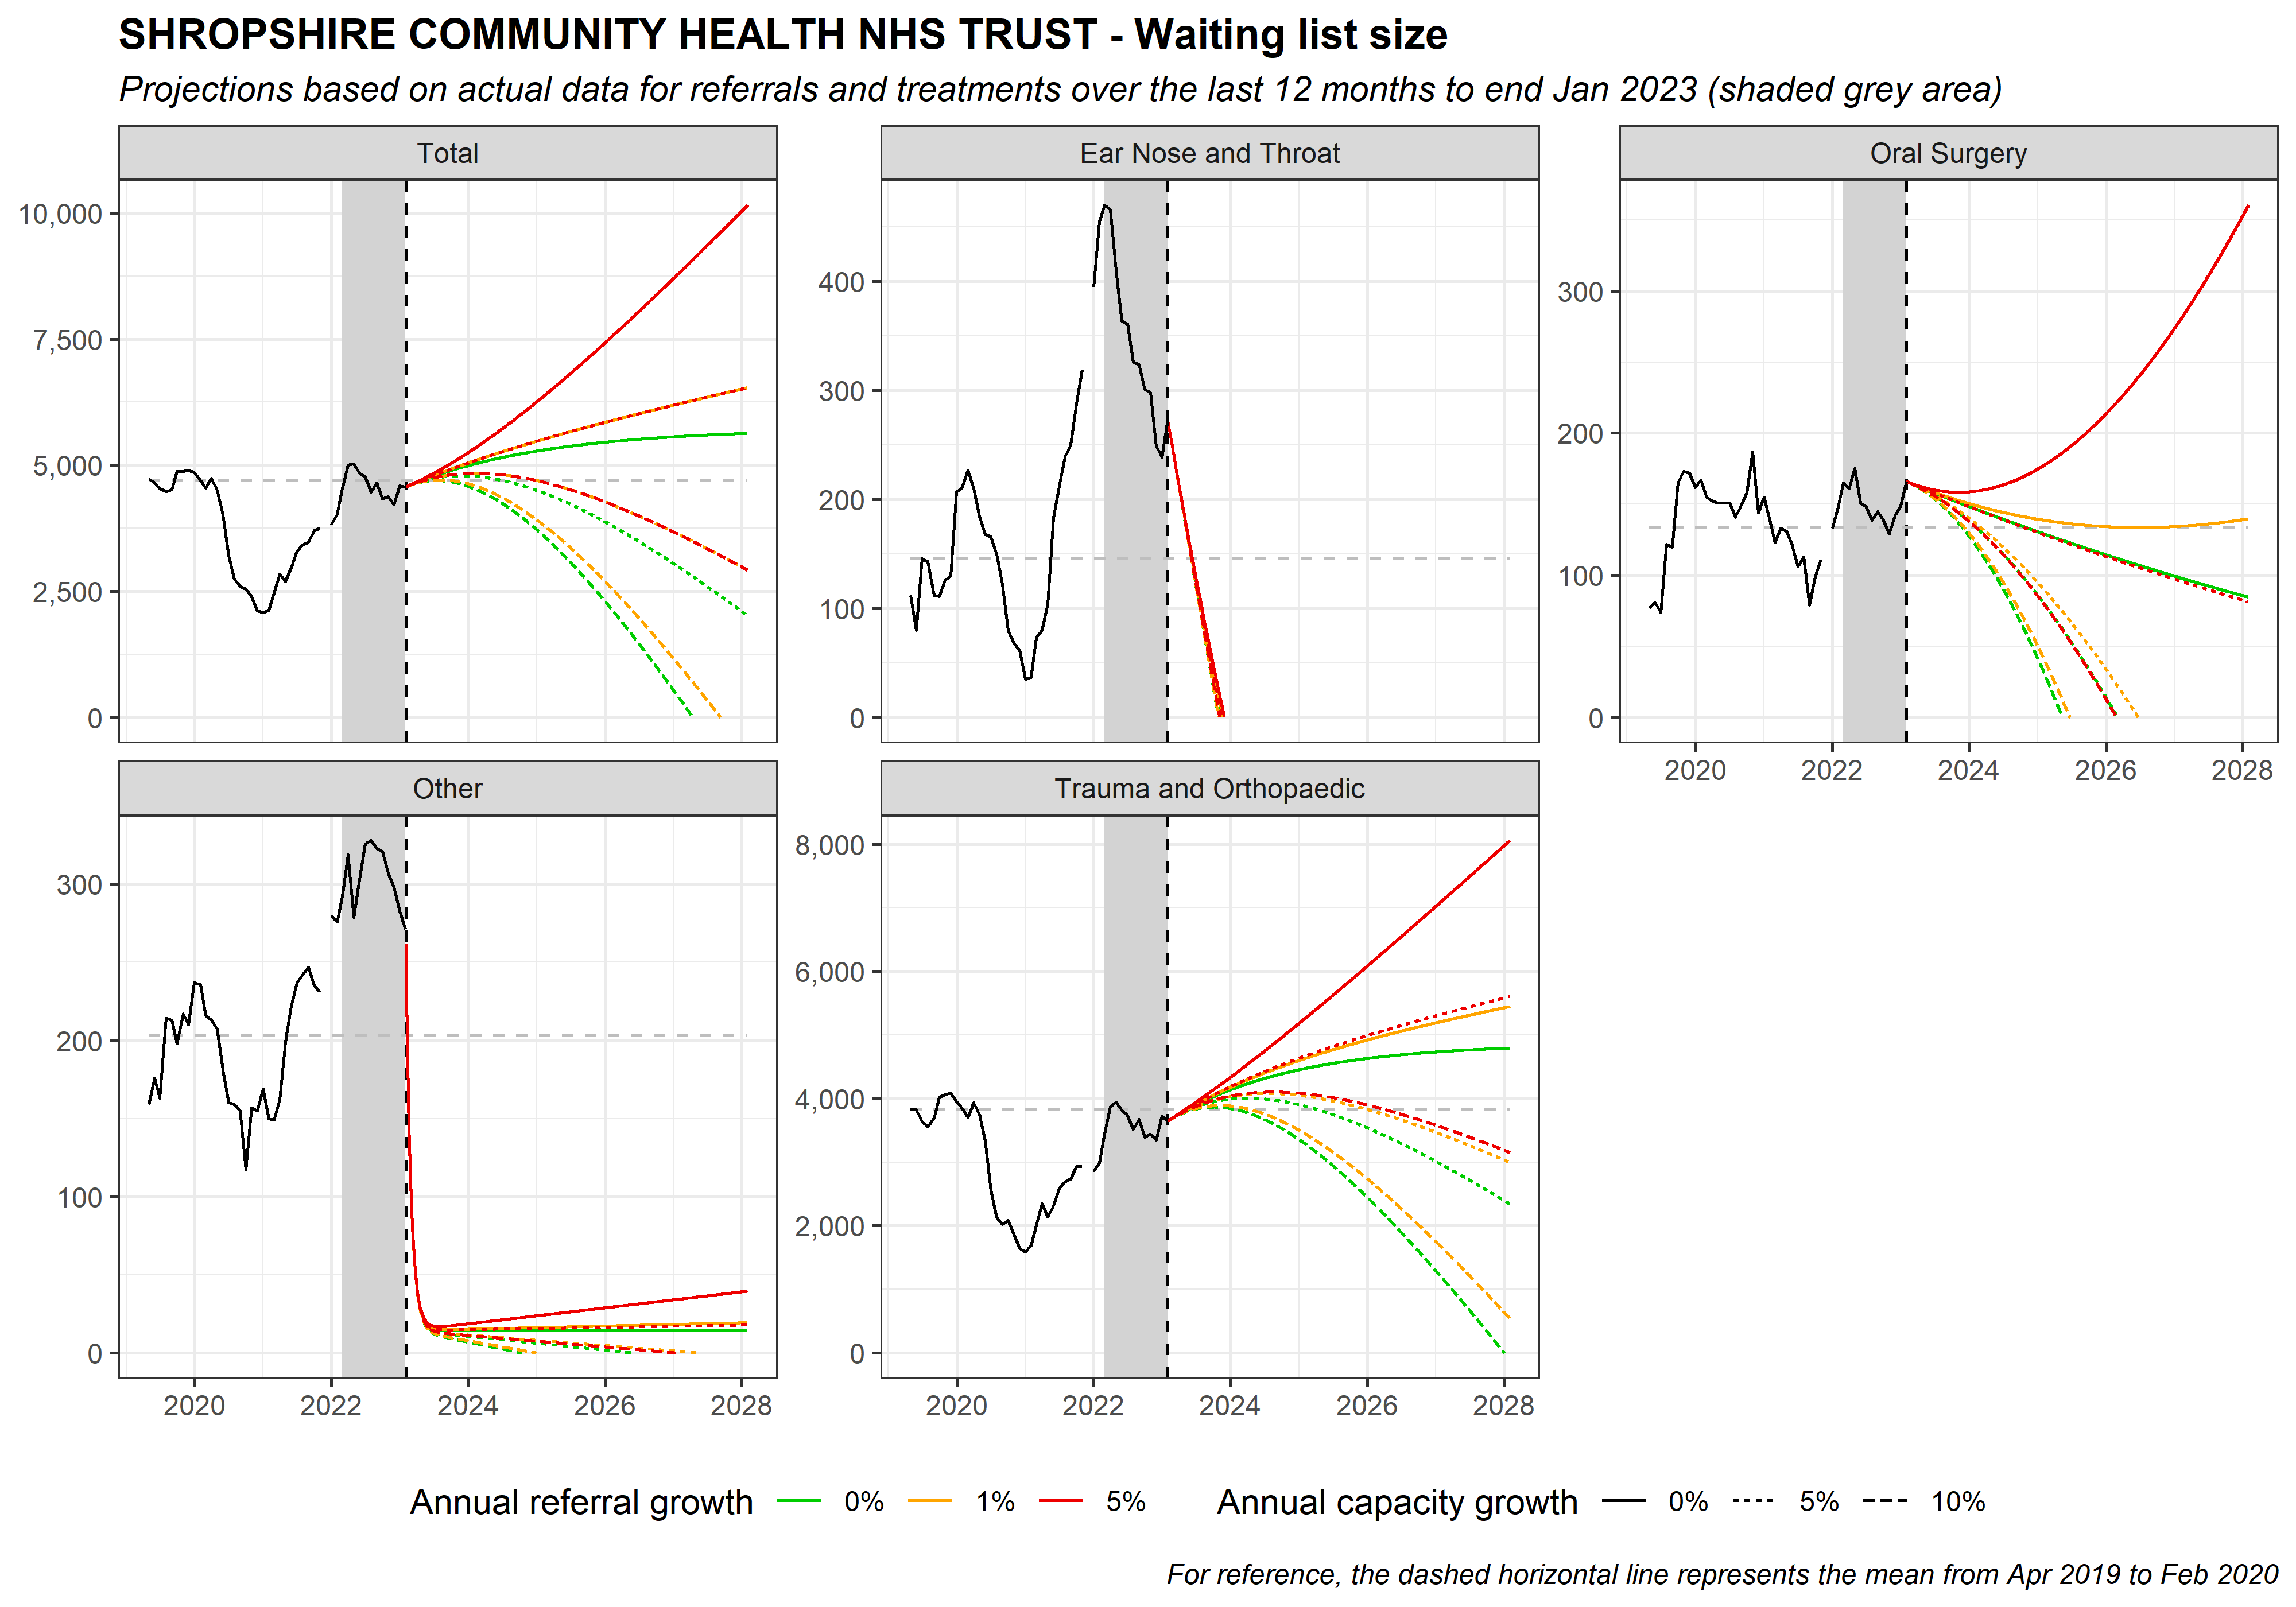 SHROPSHIRE COMMUNITY HEALTH NHS TRUST - Waiting list size
Projections based on actual data for referrals and treatments over the last 12 months to end Jan 2023 (shaded grey area)
Total
10,000
7,500
5,000
2,500
0
Ear Nose and Throat
400
300
200
100
0
Oral Surgery
300
200
100
0
2020 2022 2024 2026 2028
Other
300
200
100
0
2020 2022 2024 2026 2028
Trauma and Orthopaedic
8,000
6,000
4,000
2,000
0
2020 2022 2024 2026 2028
Annual referral growth 0% 1% 5% Annual capacity growth 0% 5% 10%
For reference, the dashed horizontal line represents the mean from Apr 2019 to Feb 2020